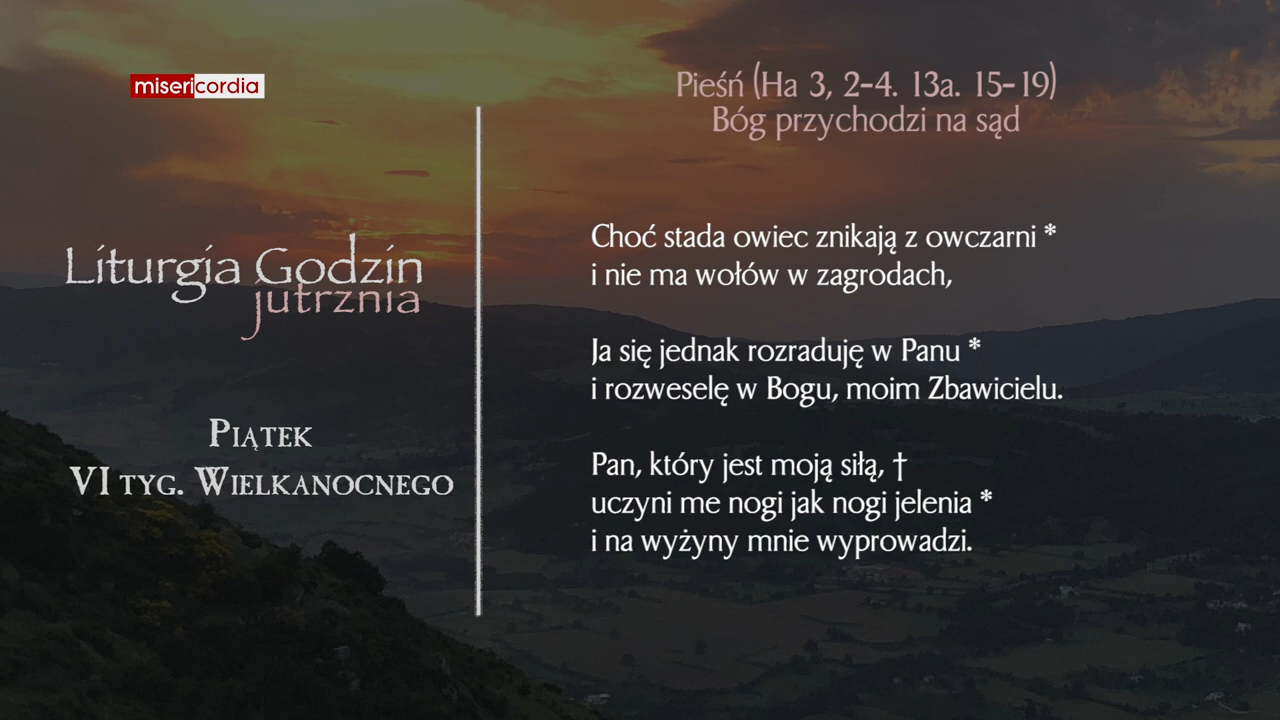 misericordia
Liturgia Godzin
jutrznia
Piątek
VI tyg. Wielkanocnego
Pieśń (Ha 3, 2-4. 13a. 15-19)
Bóg przychodzi na sąd
Choć stada owiec znikają z owczarni *
i nie ma wołów w zagrodach,
Ja się jednak rozraduję w Panu *
i rozweselę w Bogu, moim Zbawicielu.
Pan, który jest moją siłą, †
uczyni me nogi jak nogi jelenia *
i na wyżyny mnie wyprowadzi.